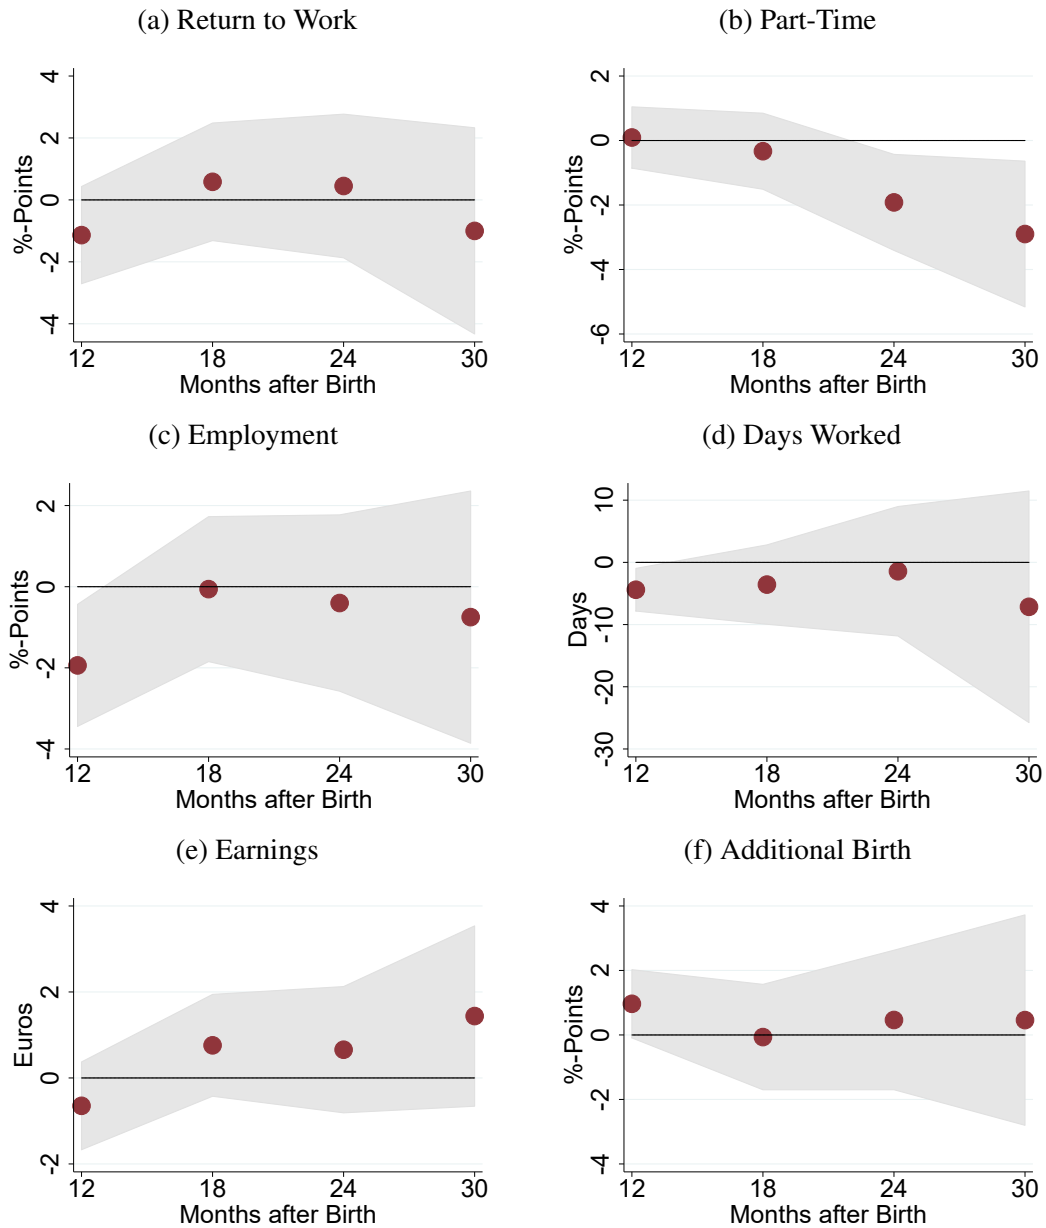 (a) Return to Work
4
2
0
-2
-4
%-Points
12 18 24 30
Months after Birth
(b) Part-Time
2
0
-2
-4
-6
%-Points
12 18 24 30
Months after Birth
(c) Employment
2
0
-2
-4
%-Points
12 18 24 30
Months after Birth
(d) Days Worked
10
0
-10
-20
-30
Days
12 18 24 30
Months after Birth
(e) Earnings
4
2
0
-2
Euros
12 18 24 30
Months after Birth
(f) Additional Birth
4
2
0
-2
-4
%-Points
12 18 24 30
Months after Birth